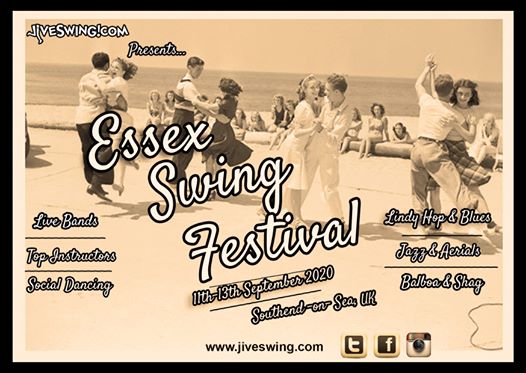 JiVESWiNG!.COM
Presents...
Essex
Swing
Festival
11th-13th September 2020
Southend -on- Sea, UK
Live Bands
Top Instructors
Social Dancing
Lindy Hop & Blues
Jazz & Aerials
Balboa & Shag
www.jiveswing.com
t f